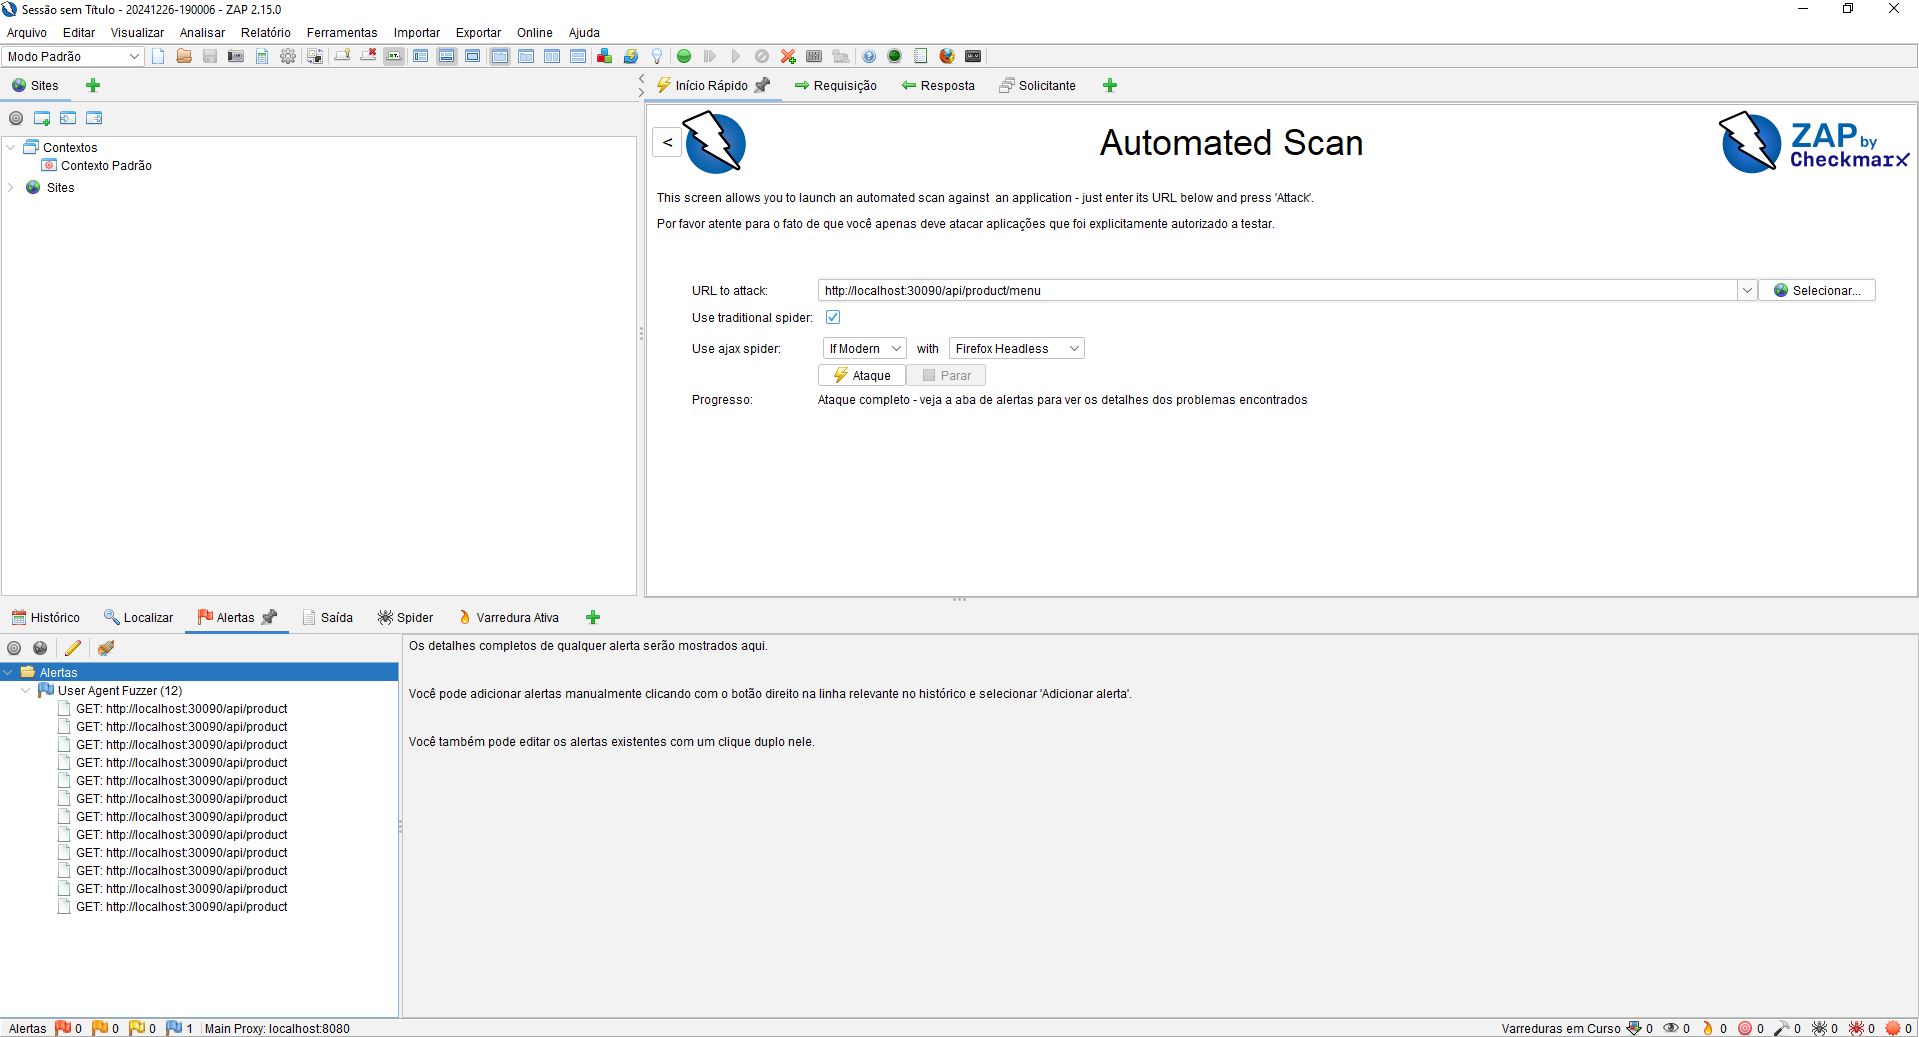 Sessão sem Título - 20241226-190006 - ZAP 2.15.0
Arquivo Editar Visualizar Analisar Relatório Ferramentas Importar Exportar Online Ajuda
Modo Padrão
Sites
Início Rápido Requisição Resposta Solicitante
Contextos
Contexto Padrão
Sites
<
Automated Scan
ZAP by
Checkmarx
This screen allows you to launch an automated scan against  an application - just enter its URL below and press 'Attack'.
Por favor atente para o fato de que você apenas deve atacar aplicações que foi explicitamente autorizado a testar.
URL to attack: http://localhost:30090/api/product/menu Selecionar...
Use traditional spider:
Use ajax spider: If Modern with Firefox Headless
Ataque Parar
Progresso: Ataque completo - veja a aba de alertas para ver os detalhes dos problemas encontrados
Histórico Localizar Alertas Saída Spider Varredura Ativa
Alertas
User Agent Fuzzer (12)
GET: http://localhost:30090/api/product
GET: http://localhost:30090/api/product
GET: http://localhost:30090/api/product
GET: http://localhost:30090/api/product
GET: http://localhost:30090/api/product
GET: http://localhost:30090/api/product
GET: http://localhost:30090/api/product
GET: http://localhost:30090/api/product
GET: http://localhost:30090/api/product
GET: http://localhost:30090/api/product
GET: http://localhost:30090/api/product
GET: http://localhost:30090/api/product
Os detalhes completos de qualquer alerta serão mostrados aqui.
Você pode adicionar alertas manualmente clicando com o botão direito na linha relevante no histórico e selecionar 'Adicionar alerta'.
Você também pode editar os alertas existentes com um clique duplo nele.
Alertas 0 0 0 1 Main Proxy: localhost:8080
Varreduras em Curso 0 0 0 0 0 0 0 0